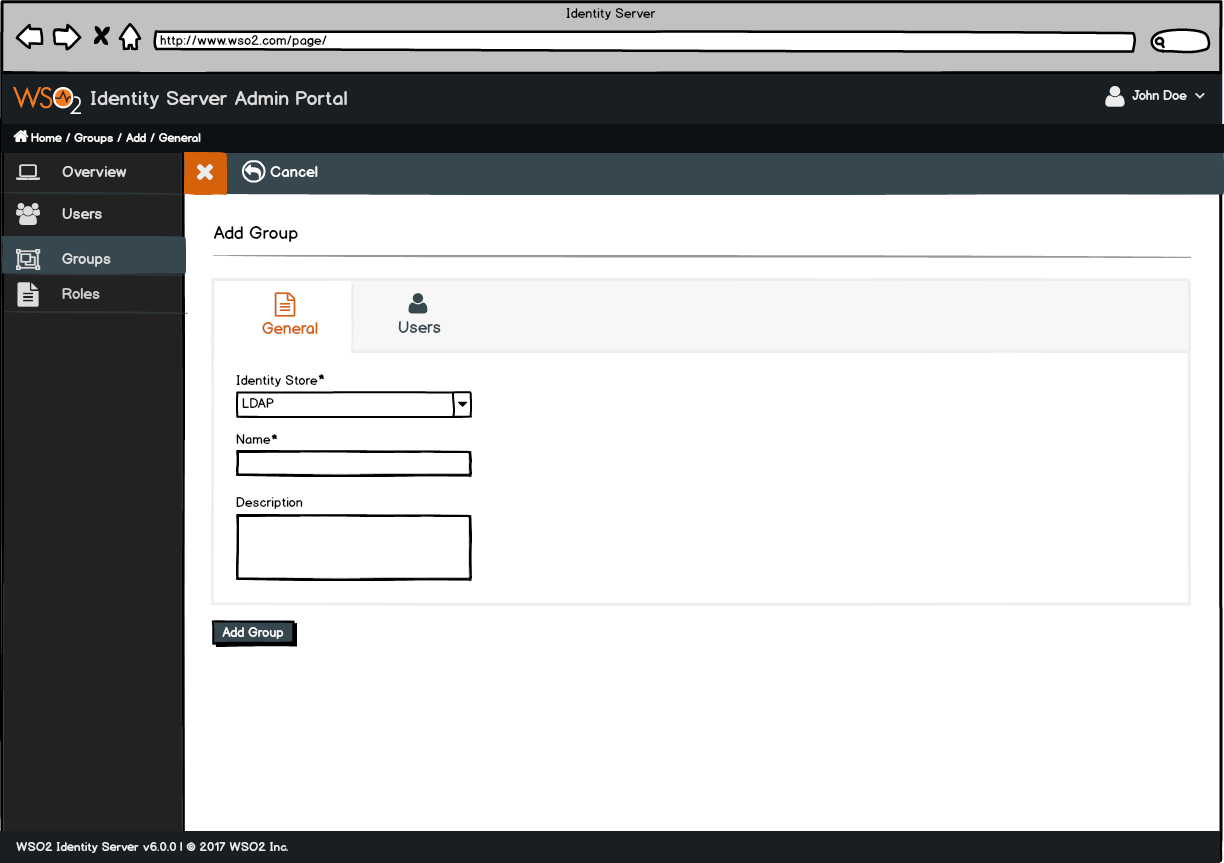 Identity Server
http://www.wso2.com/page/
WSO2 Identity Server Admin Portal
John Doe
Home / Groups / Add / General
Overview
Cancel
Users
Groups
Roles
Add Group
General
Users
Identity Store*
LDAP
Name*
Description
Add Group
WSO2 Identity Server v6.0.0 | © 2017 WSO2 Inc.